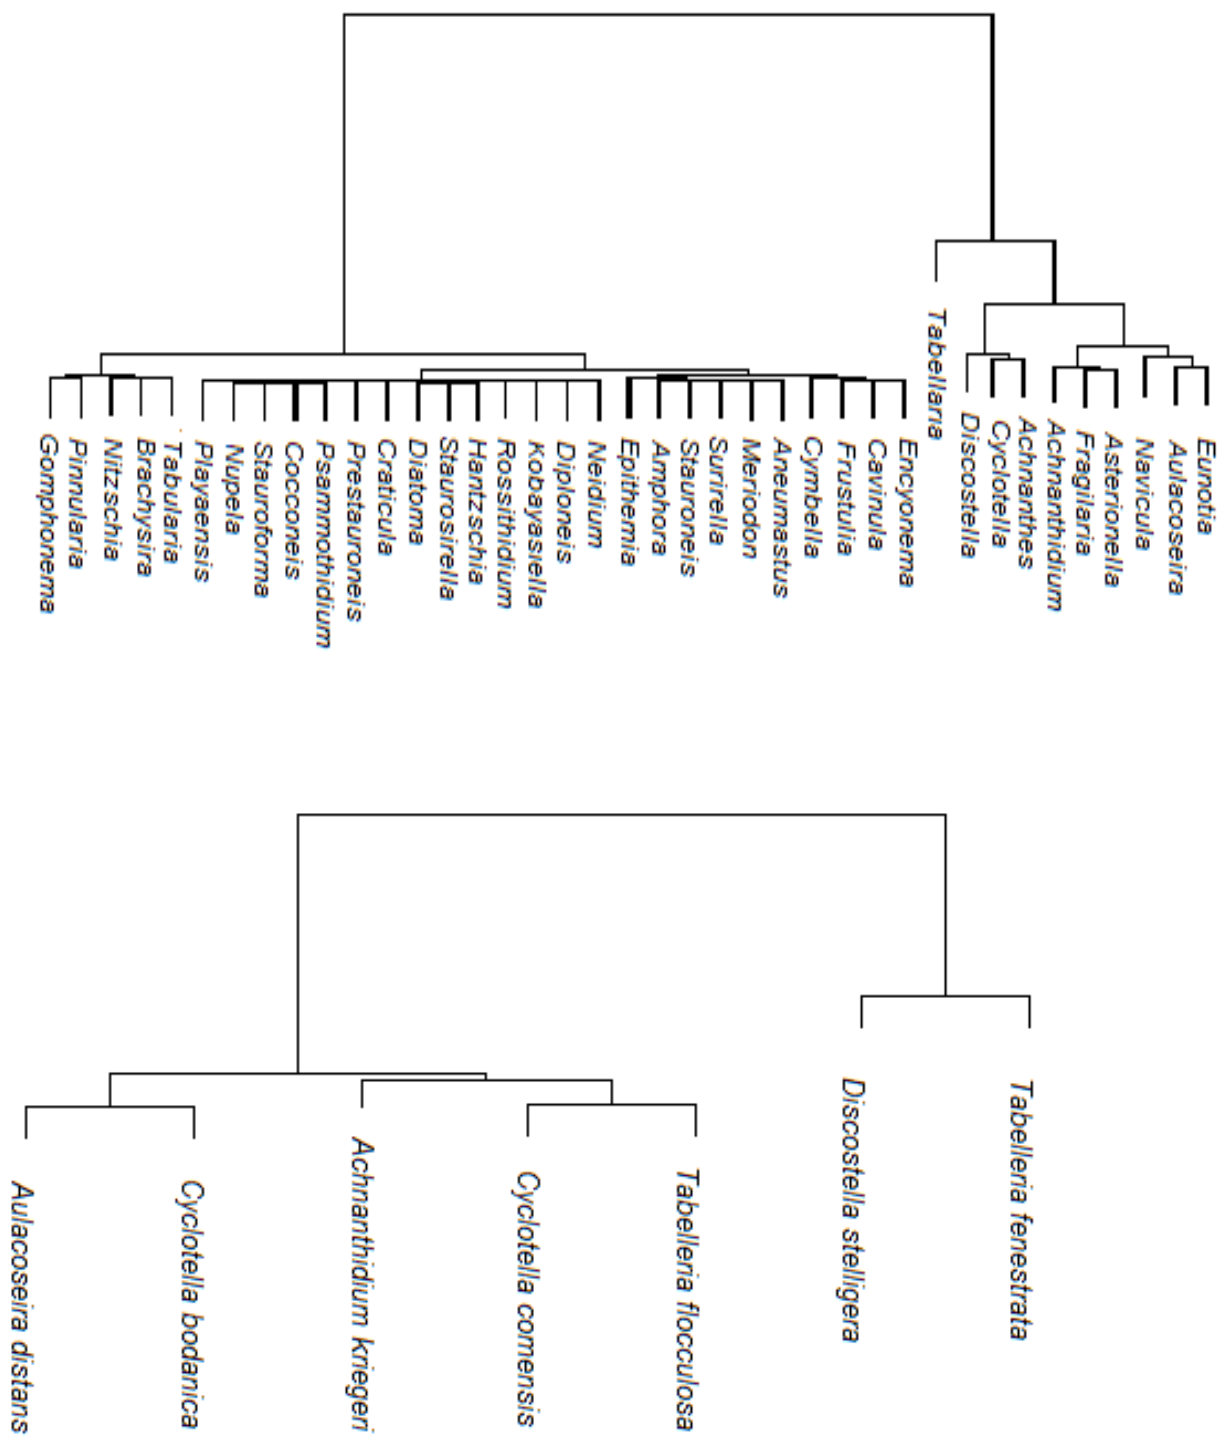 Gomphonema
Pinnularia
Nitzschia
Brachysira
Tabularia
Playaensis
Nupela
Stauroforma
Cocconeis
Psammothidium
Prestauroneis
Craticula
Diatoma
Staurosirella
Hantzschia
Rossithidium
Kobayasiella
Diploneis
Neidium
Epithemia
Amphora
Stauroneis
Surirella
Meriodon
Aneumastus
Cymbella
Frustulia
Cavinula
Encyonema
Tabellaria
Discostella
Cyclotella
Achnanthes
Achnanthidium
Fragilaria
Asterionella
Navicula
Aulacoseira
Eunotia
Aulacoseira distans
Cyclotella bodanica
Achnanthidium kriegeri
Cyclotella comensis
Tabelleria flocculosa
Discostella stelligera
Tabelleria fenestrata